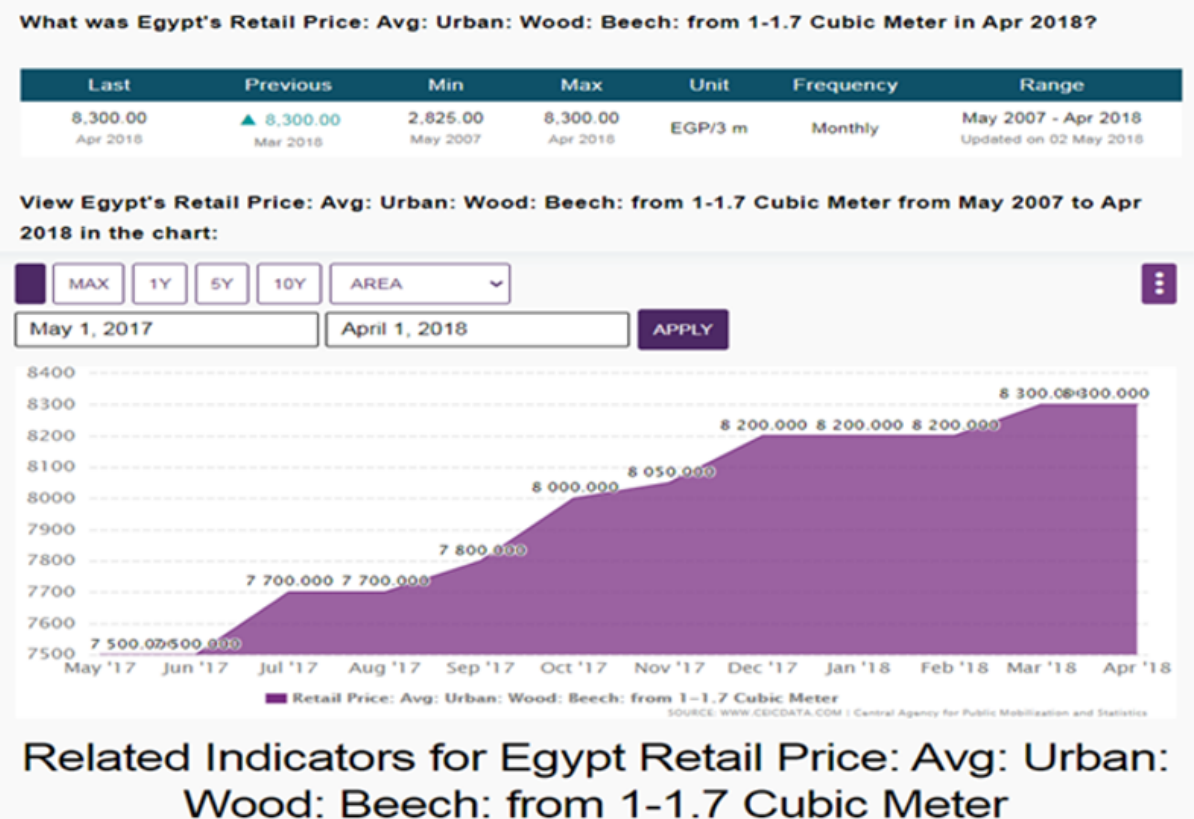 What was Egypt's Retail Price: Avg: Urban: Wood: Beech: from 1-1.7 Cubic Meter in Apr 2018?
Last Previous Min Max Unit Frequency Range
8,300.00 ▲ 8,300.00 2,825.00 8,300.00 EGP/3 m Monthly May 2007 - Apr 2018
Apr 2018 Mar 2018 May 2007 Apr 2018 Updated on 02 May 2018
View Egypt's Retail Price: Avg: Urban: Wood: Beech: from 1-1.7 Cubic Meter from May 2007 to Apr
2018 in the chart:
MAX 1Y 5Y 10Y AREA
May 1, 2017 April 1, 2018 APPLY
8400
8300
8200
8100
8000
7900
7800
7700
7600
7500
7 500.000 7 500.000 7 700.000 7 700.000 7 800.000 8 000.000 8 050.000 8 200.000 8 200.000 8 200.000 8 300.000 8 300.000
May '17 Jun '17 Jul '17 Aug '17 Sep '17 Oct '17 Nov '17 Dec '17 Jan '18 Feb '18 Mar '18 Apr '18
Retail Price: Avg: Urban: Wood: Beech: from 1-1.7 Cubic Meter
SOURCE: WWW.CEICDATA.COM | Central Agency for Public Mobilization and Statistics
Related Indicators for Egypt Retail Price: Avg: Urban:
Wood: Beech: from 1-1.7 Cubic Meter